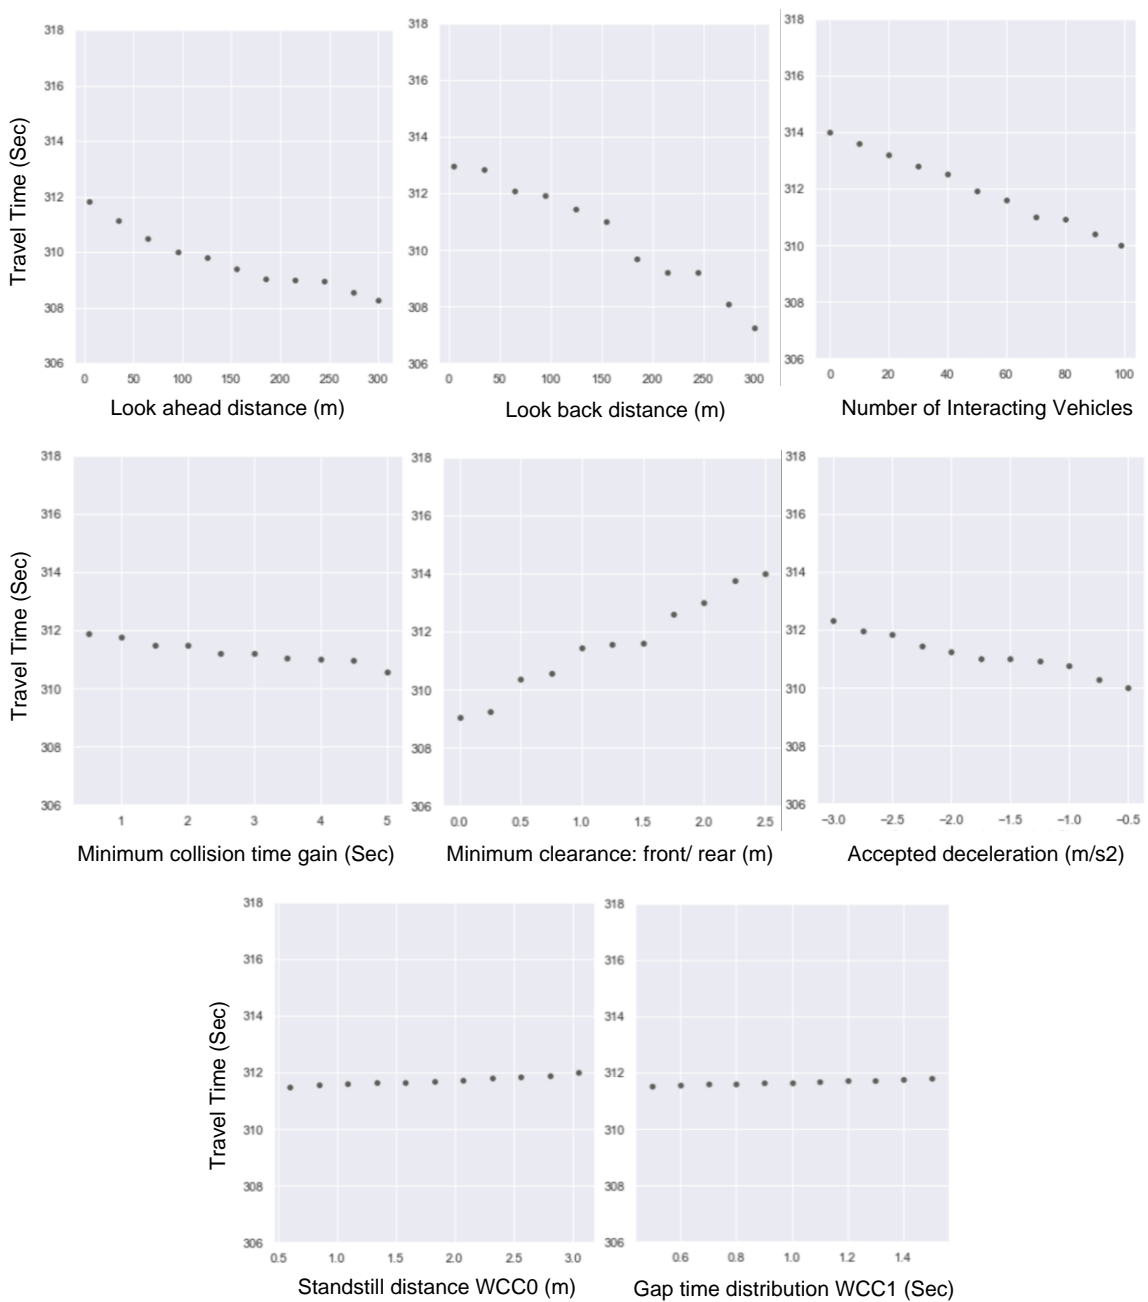 318
316
314
312
310
308
306
0 50 100 150 200 250 300
Travel Time (Sec)
Look ahead distance (m)
318
316
314
312
310
308
306
0 50 100 150 200 250 300
Look back distance (m)
318
316
314
312
310
308
306
0 20 40 60 80 100
Number of Interacting Vehicles
318
316
314
312
310
308
306
1 2 3 4 5
Travel Time (Sec)
Minimum collision time gain (Sec)
318
316
314
312
310
308
306
0.0 0.5 1.0 1.5 2.0 2.5
Minimum clearance: front/ rear (m)
318
316
314
312
310
308
306
−3.0 −2.5 −2.0 −1.5 −1.0 −0.5
Accepted deceleration (m/s2)
318
316
314
312
310
308
306
0.5 1.0 1.5 2.0 2.5 3.0
Travel Time (Sec)
Standstill distance WCC0 (m)
318
316
314
312
310
308
306
0.6 0.8 1.0 1.2 1.4
Gap time distribution WCC1 (Sec)